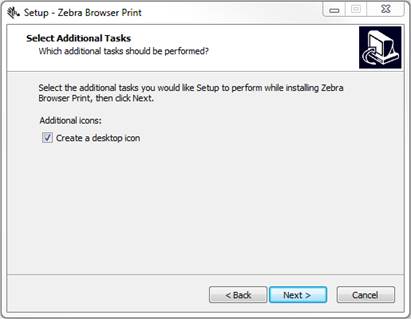 Setup - Zebra Browser Print
Select Additional Tasks
Which additional tasks should be performed?
Select the additional tasks you would like Setup to perform while installing Zebra
Browser Print, then click Next.
Additional icons:
Create a desktop icon
< Back
Next >
Cancel